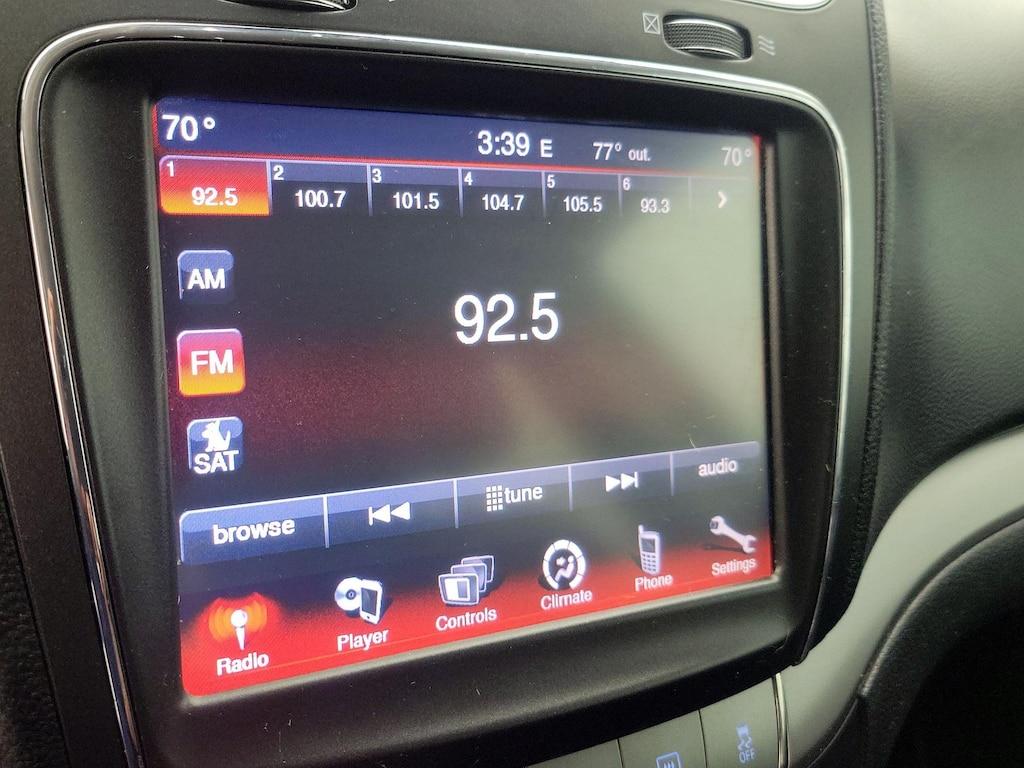 70°
3:39 E 77° out. 70°
1 2 3 4 5 6
92.5 100.7 101.5 104.7 105.5 93.3
AM
92.5
FM
SAT
browse tune audio
Radio Player Controls Climate Phone Settings
OFF